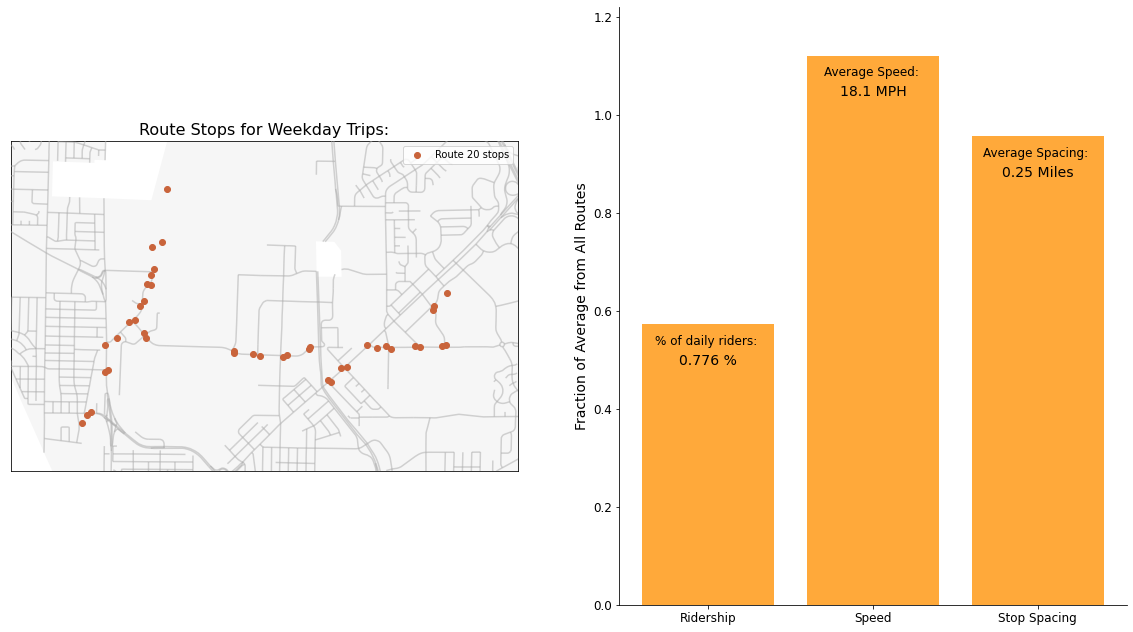 Route Stops for Weekday Trips:
Route 20 stops
Fraction of Average from All Routes
1.2
1.0
0.8
0.6
0.4
0.2
0.0
% of daily riders:
0.776 %
Average Speed:
18.1 MPH
Average Spacing:
0.25 Miles
Ridership
Speed
Stop Spacing